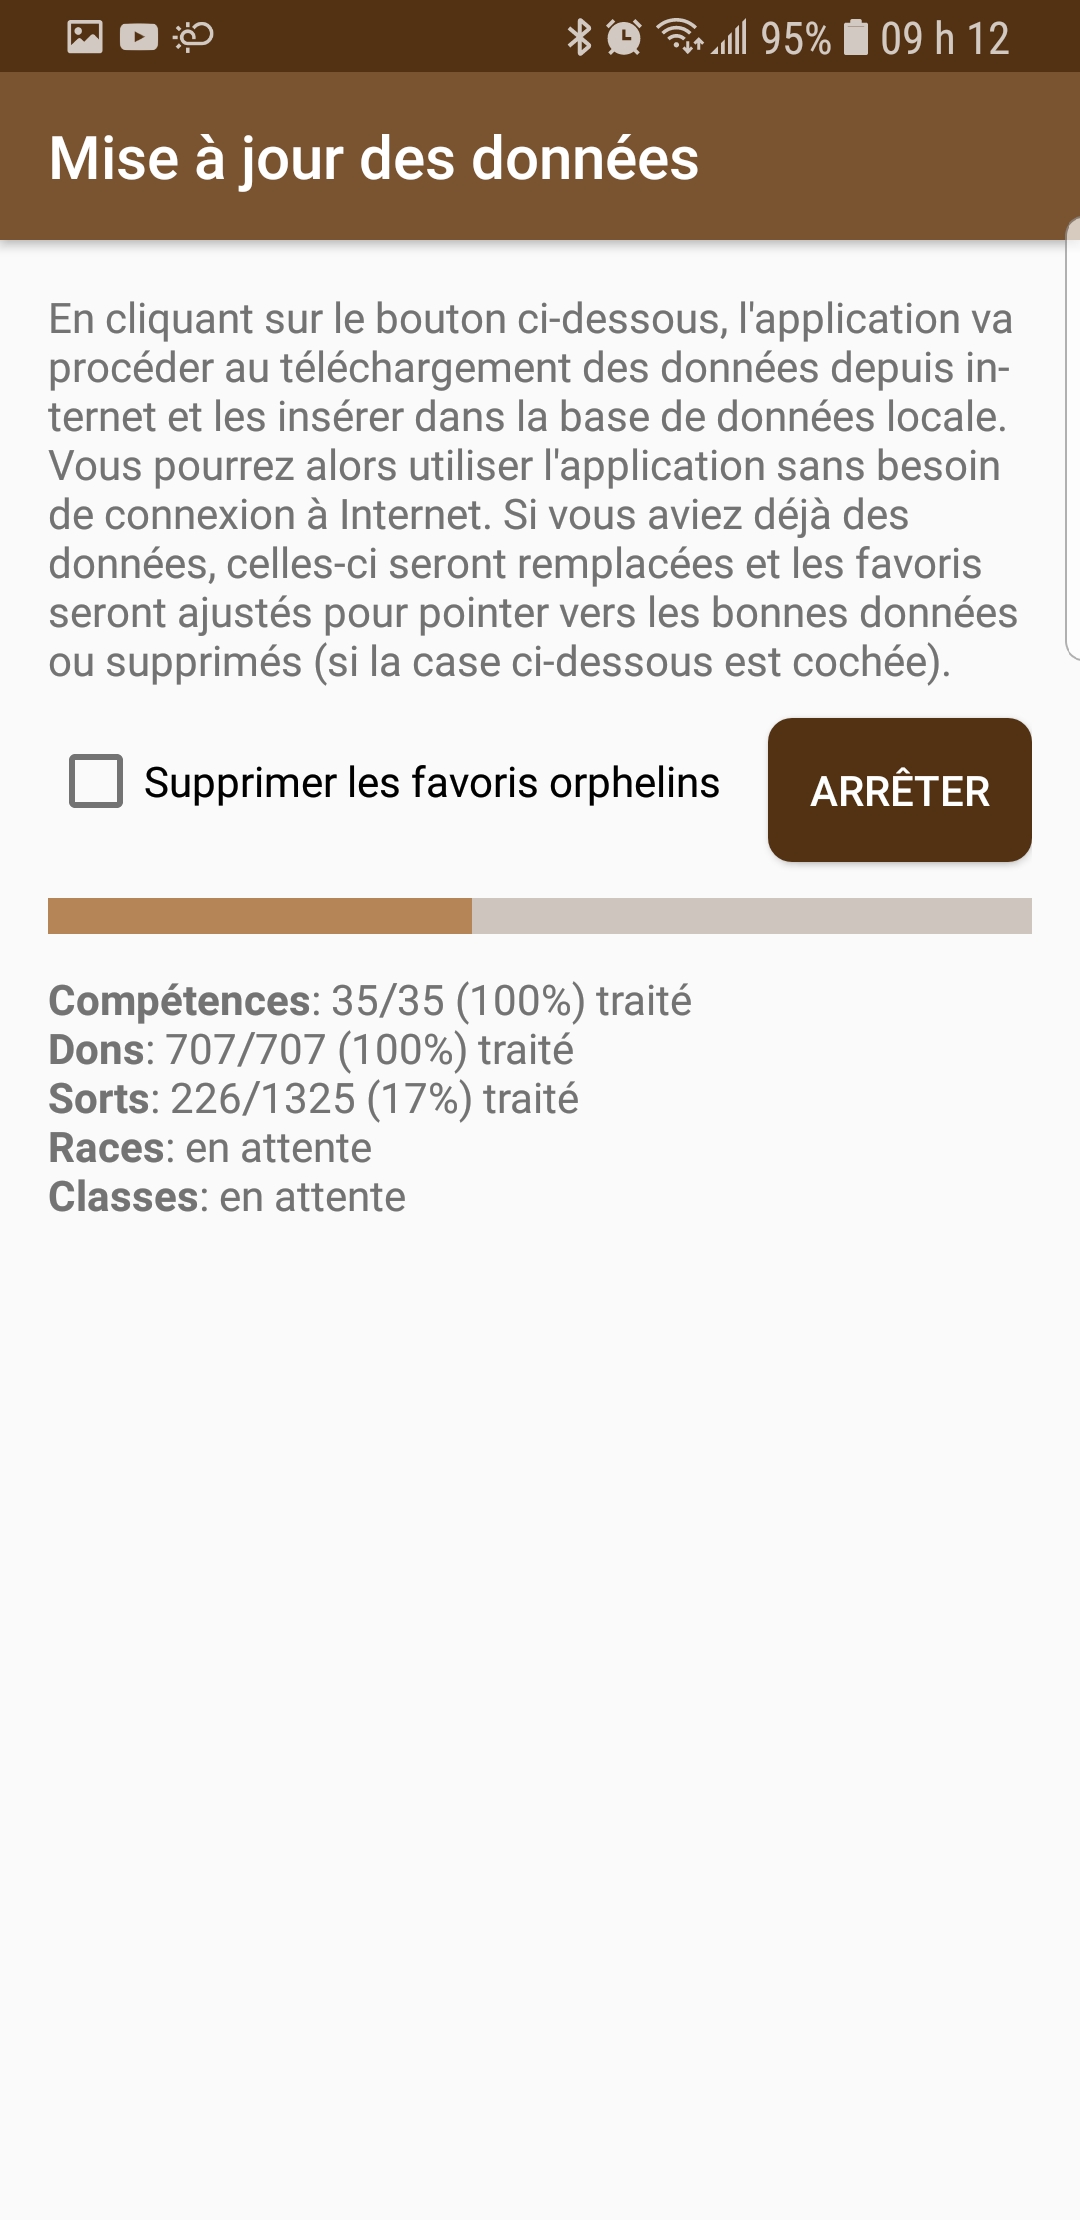 95% 09 h 12
Mise à jour des données
En cliquant sur le bouton ci-dessous, l'application va
procéder au téléchargement des données depuis in-
ternet et les insérer dans la base de données locale.
Vous pourrez alors utiliser l'application sans besoin
de connexion à Internet. Si vous aviez déjà des
données, celles-ci seront remplacées et les favoris
seront ajustés pour pointer vers les bonnes données
ou supprimés (si la case ci-dessous est cochée).
Supprimer les favoris orphelins
ARRÊTER
Compétences: 35/35 (100%) traité
Dons: 707/707 (100%) traité
Sorts: 226/1325 (17%) traité
Races: en attente
Classes: en attente